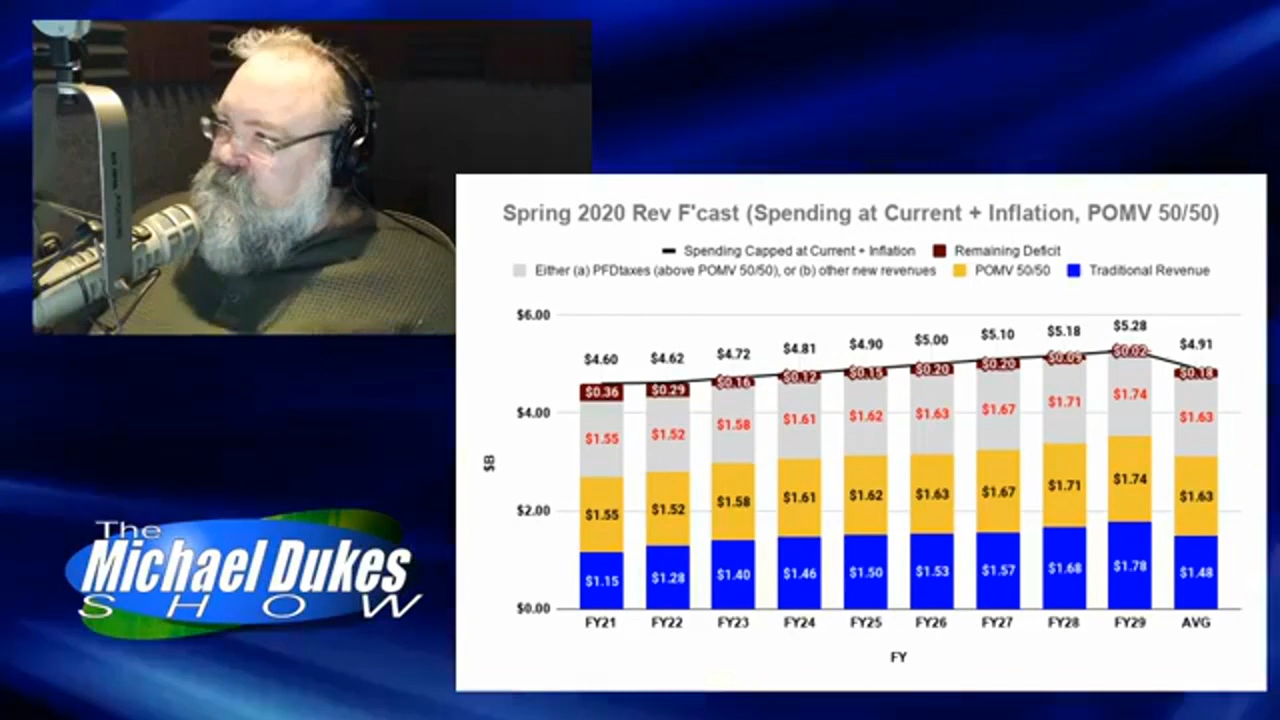 Spring 2020 Rev F'cast (Spending at Current + Inflation, POMV 50/50)
Spending Capped at Current + Inflation Remaining Deficit
Either (a) PFDtaxes (above POMV 50/50), or (b) other new revenues POMV 50/50 Traditional Revenue
$6.00
$4.00
$2.00
$0.00
$B
$4.60 $4.62 $4.72 $4.81 $4.90 $5.00 $5.10 $5.18 $5.28 $4.91
$0.36 $0.29 $0.16 $0.12 $0.15 $0.20 $0.20 $0.09 $0.02 $0.18
$1.55 $1.52 $1.58 $1.61 $1.62 $1.63 $1.67 $1.71 $1.74 $1.63
$1.55 $1.52 $1.58 $1.61 $1.62 $1.63 $1.67 $1.71 $1.74 $1.63
$1.15 $1.28 $1.40 $1.46 $1.50 $1.53 $1.57 $1.68 $1.78 $1.48
FY21 FY22 FY23 FY24 FY25 FY26 FY27 FY28 FY29 AVG
FY
The
Michael Dukes
SHOW